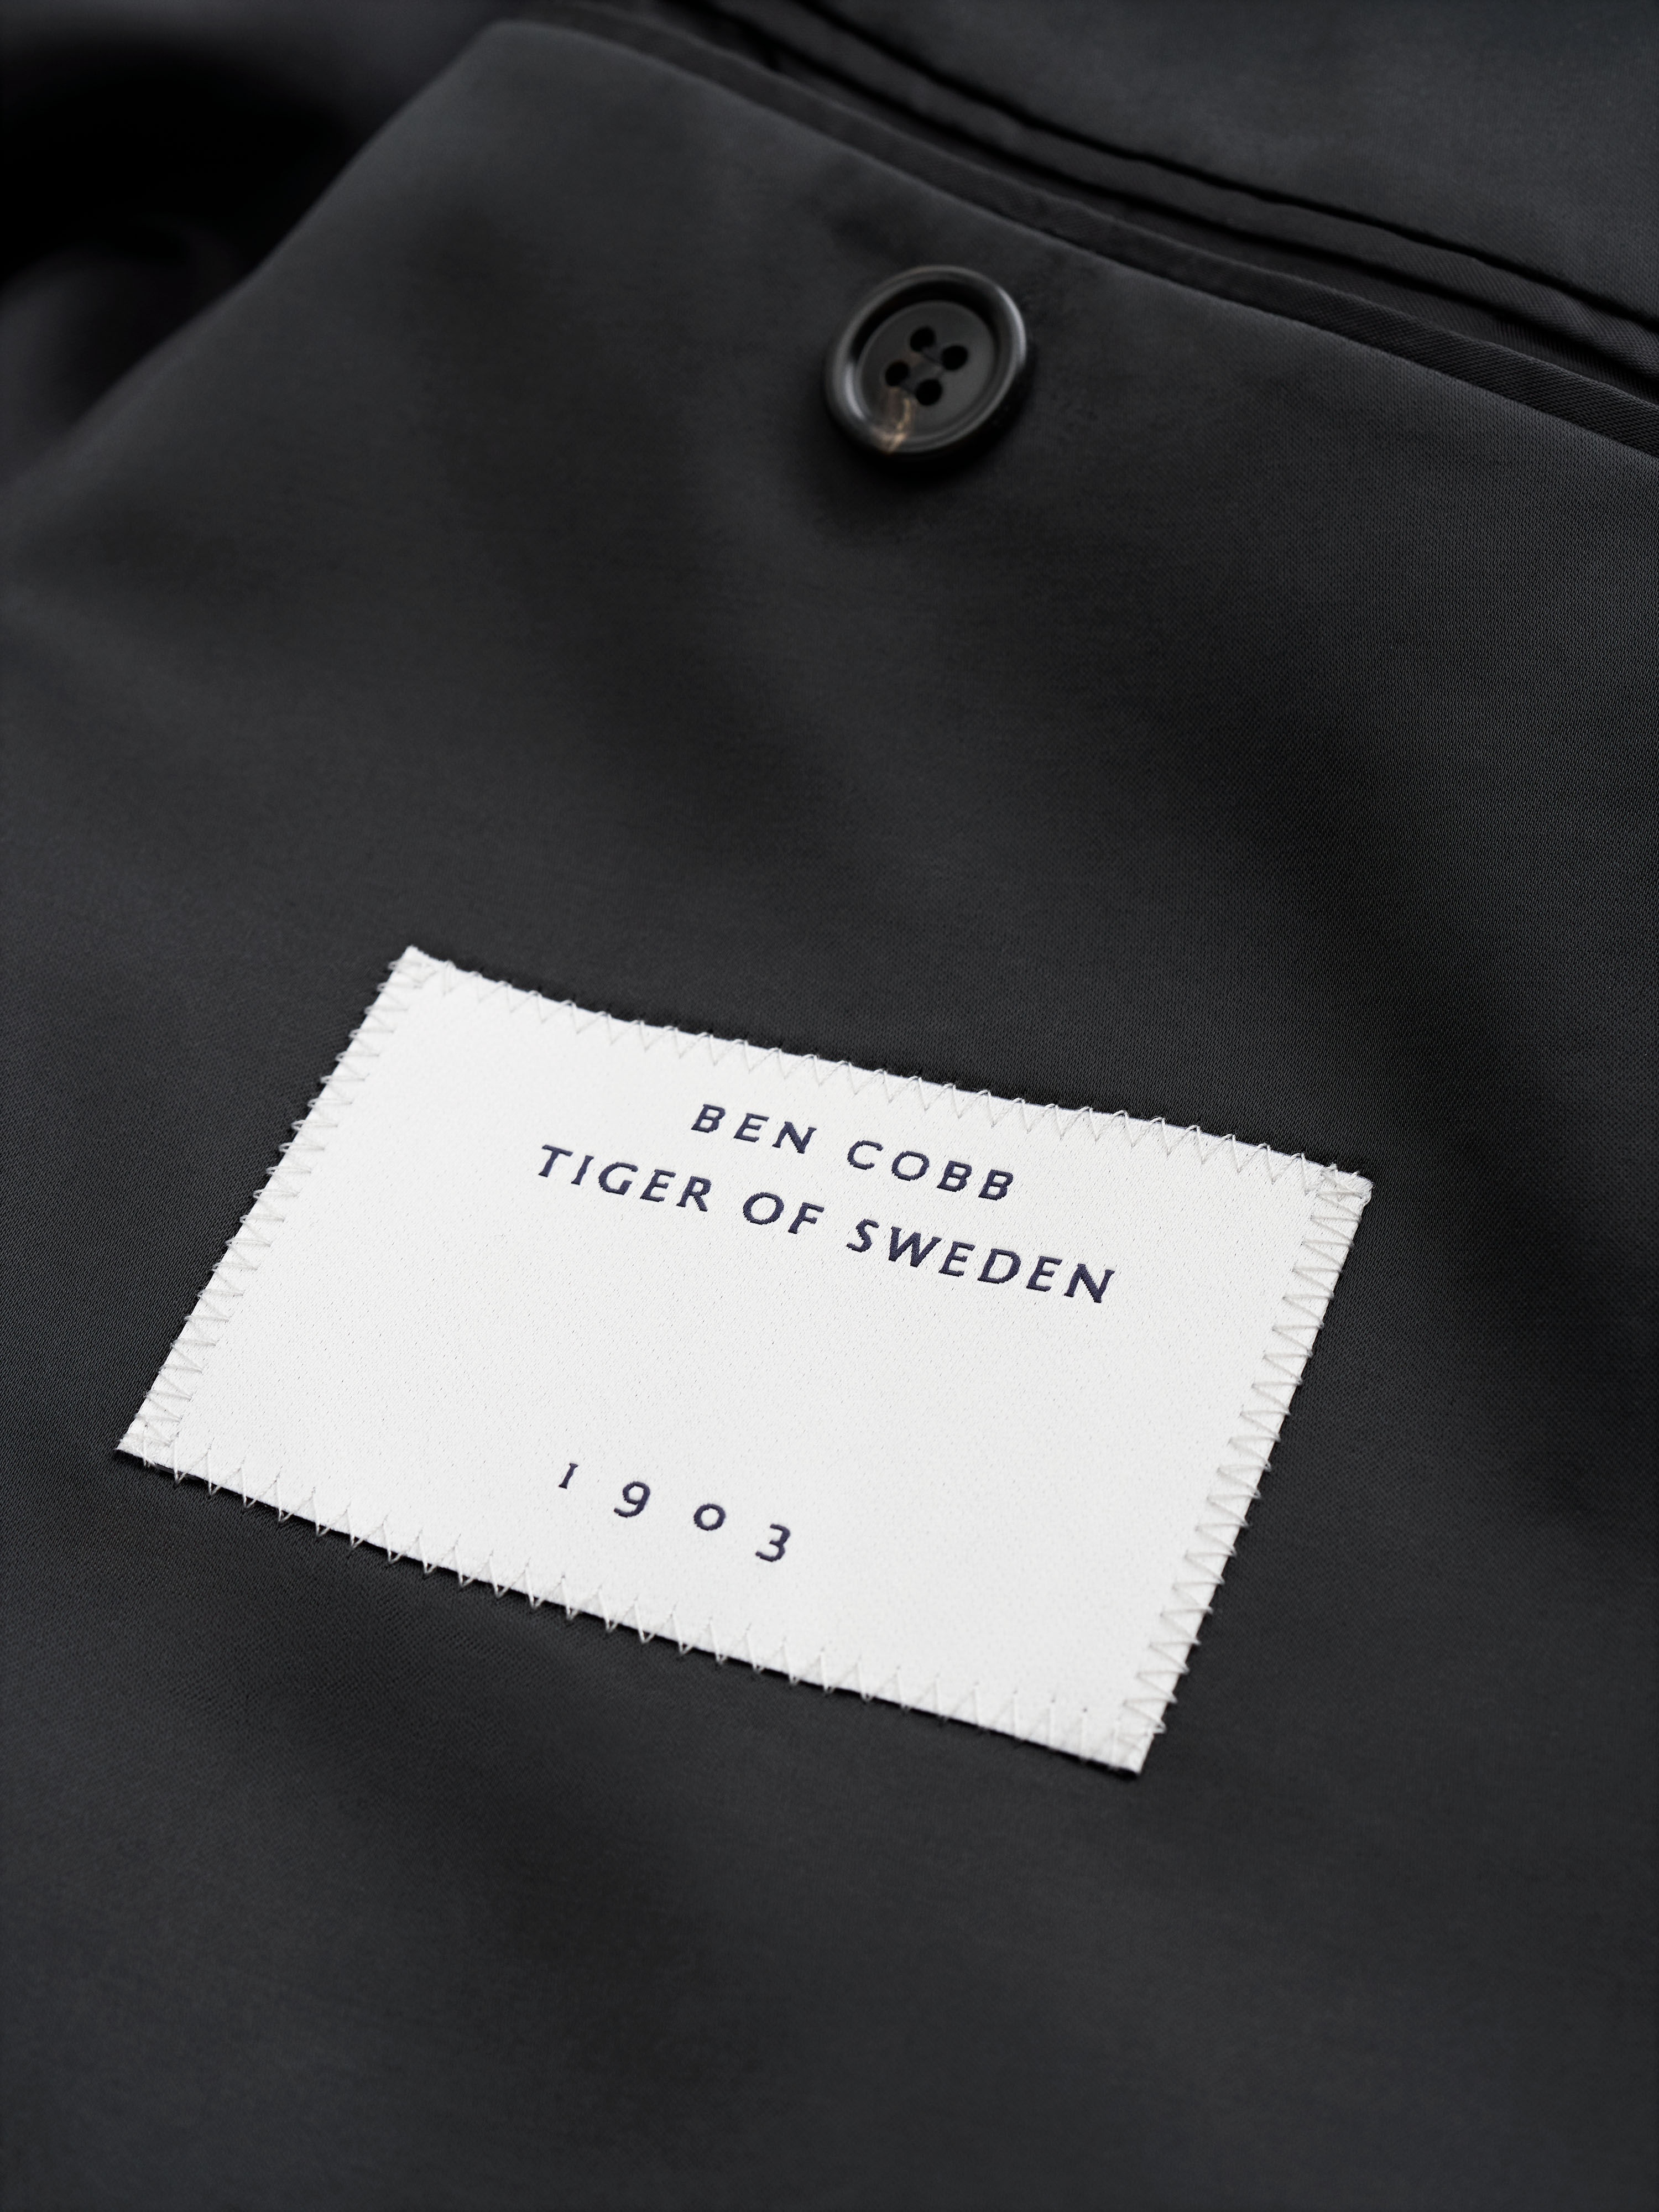 BEN COBB
TIGER OF SWEDEN
1903